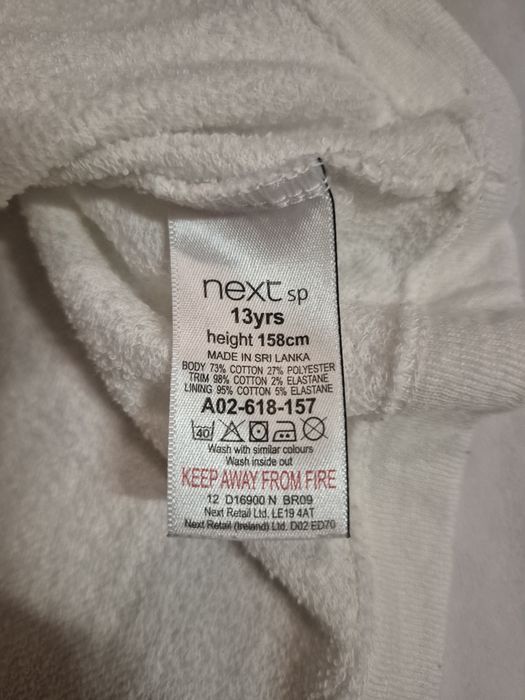 next sp
13yrs
height 158cm
MADE IN SRI LANKA
BODY 73% COTTON 27% POLYESTER
TRIM 98% COTTON 2% ELASTANE
LINING 95% COTTON 5% ELASTANE
A02-618-157
40
Wash with similar colours
Wash inside out
KEEP AWAY FROM FIRE
12 D16900 N BR09
Next Retail Ltd. LE19 4AT
Next Retail (Ireland) Ltd. D02 ED70